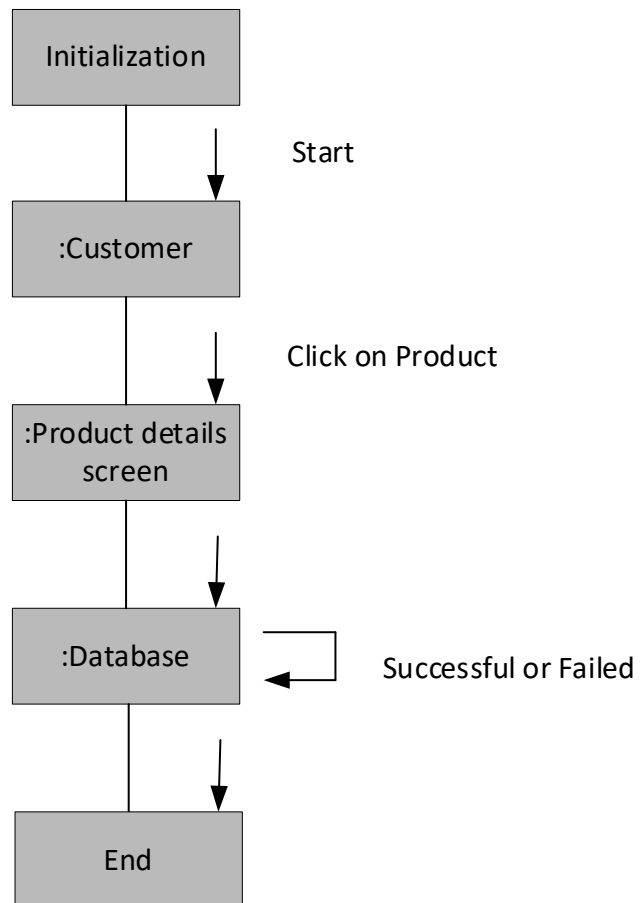 Initialization
Start
:Customer
Click on Product
:Product details
screen
:Database
Successful or Failed
End